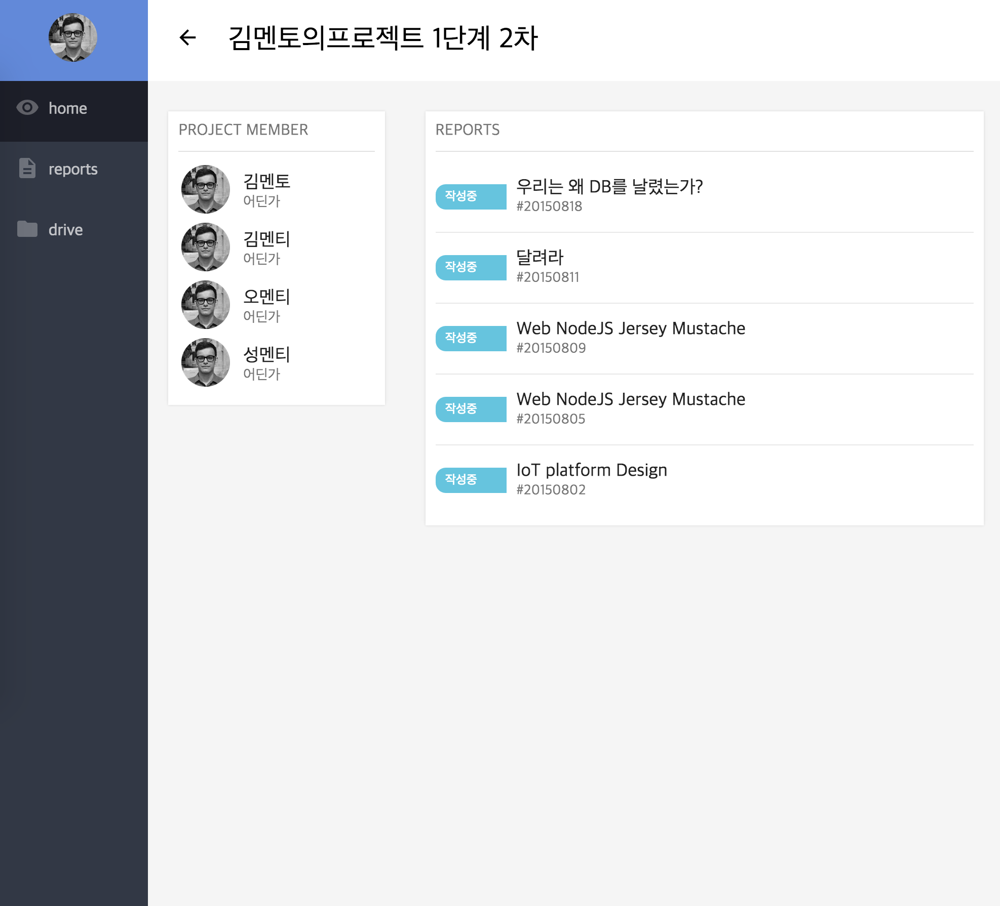 김멘토의프로젝트 1단계 2차
home
reports
drive
PROJECT MEMBER
김멘토
어딘가
김멘티
어딘가
오멘티
어딘가
성멘티
어딘가
REPORTS
작성중
우리는 왜 DB를 날렸는가?
#20150818
작성중
달려라
#20150811
작성중
Web NodeJS Jersey Mustache
#20150809
작성중
Web NodeJS Jersey Mustache
#20150805
작성중
IoT platform Design
#20150802